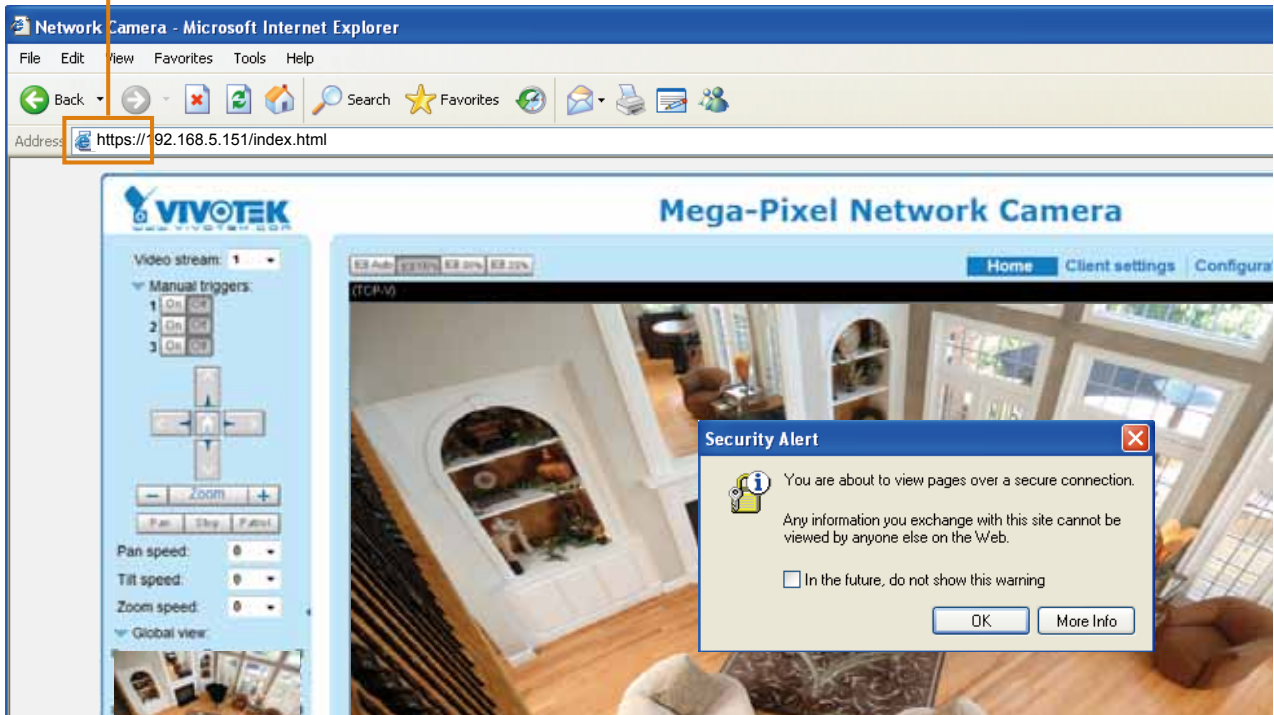 Network Camera - Microsoft Internet Explorer
File Edit View Favorites Tools Help
Back Search Favorites
Address https://192.168.5.151/index.html
VIVOTEK
WWW.VIVOTEK.COM
Mega-Pixel Network Camera
Video stream: 1
Auto
Home Client settings Configura
Manual triggers:
(TCP-V)
1 On Off
2 On Off
3 On Off
Zoom
Pan Stop Patrol
Pan speed: 0
Tilt speed: 0
Zoom speed: 0
Global view:
Security Alert
You are about to view pages over a secure connection.
Any information you exchange with this site cannot be
viewed by anyone else on the Web.
In the future, do not show this warning
OK More Info